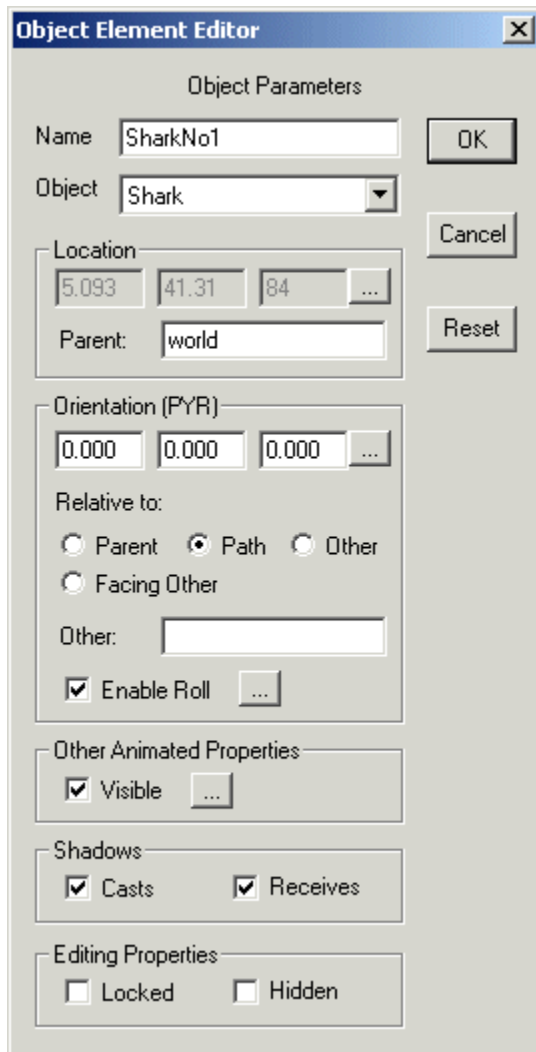 Object Element Editor
Object Parameters
Name SharkNo1 OK
Object Shark
Cancel
Location
5.093 41.31 84 ...
Parent: world Reset
Orientation (PYR)
0.000 0.000 0.000 ...
Relative to:
Parent Path Other
Facing Other
Other:
Enable Roll ...
Other Animated Properties
Visible ...
Shadows
Casts Receives
Editing Properties
Locked Hidden